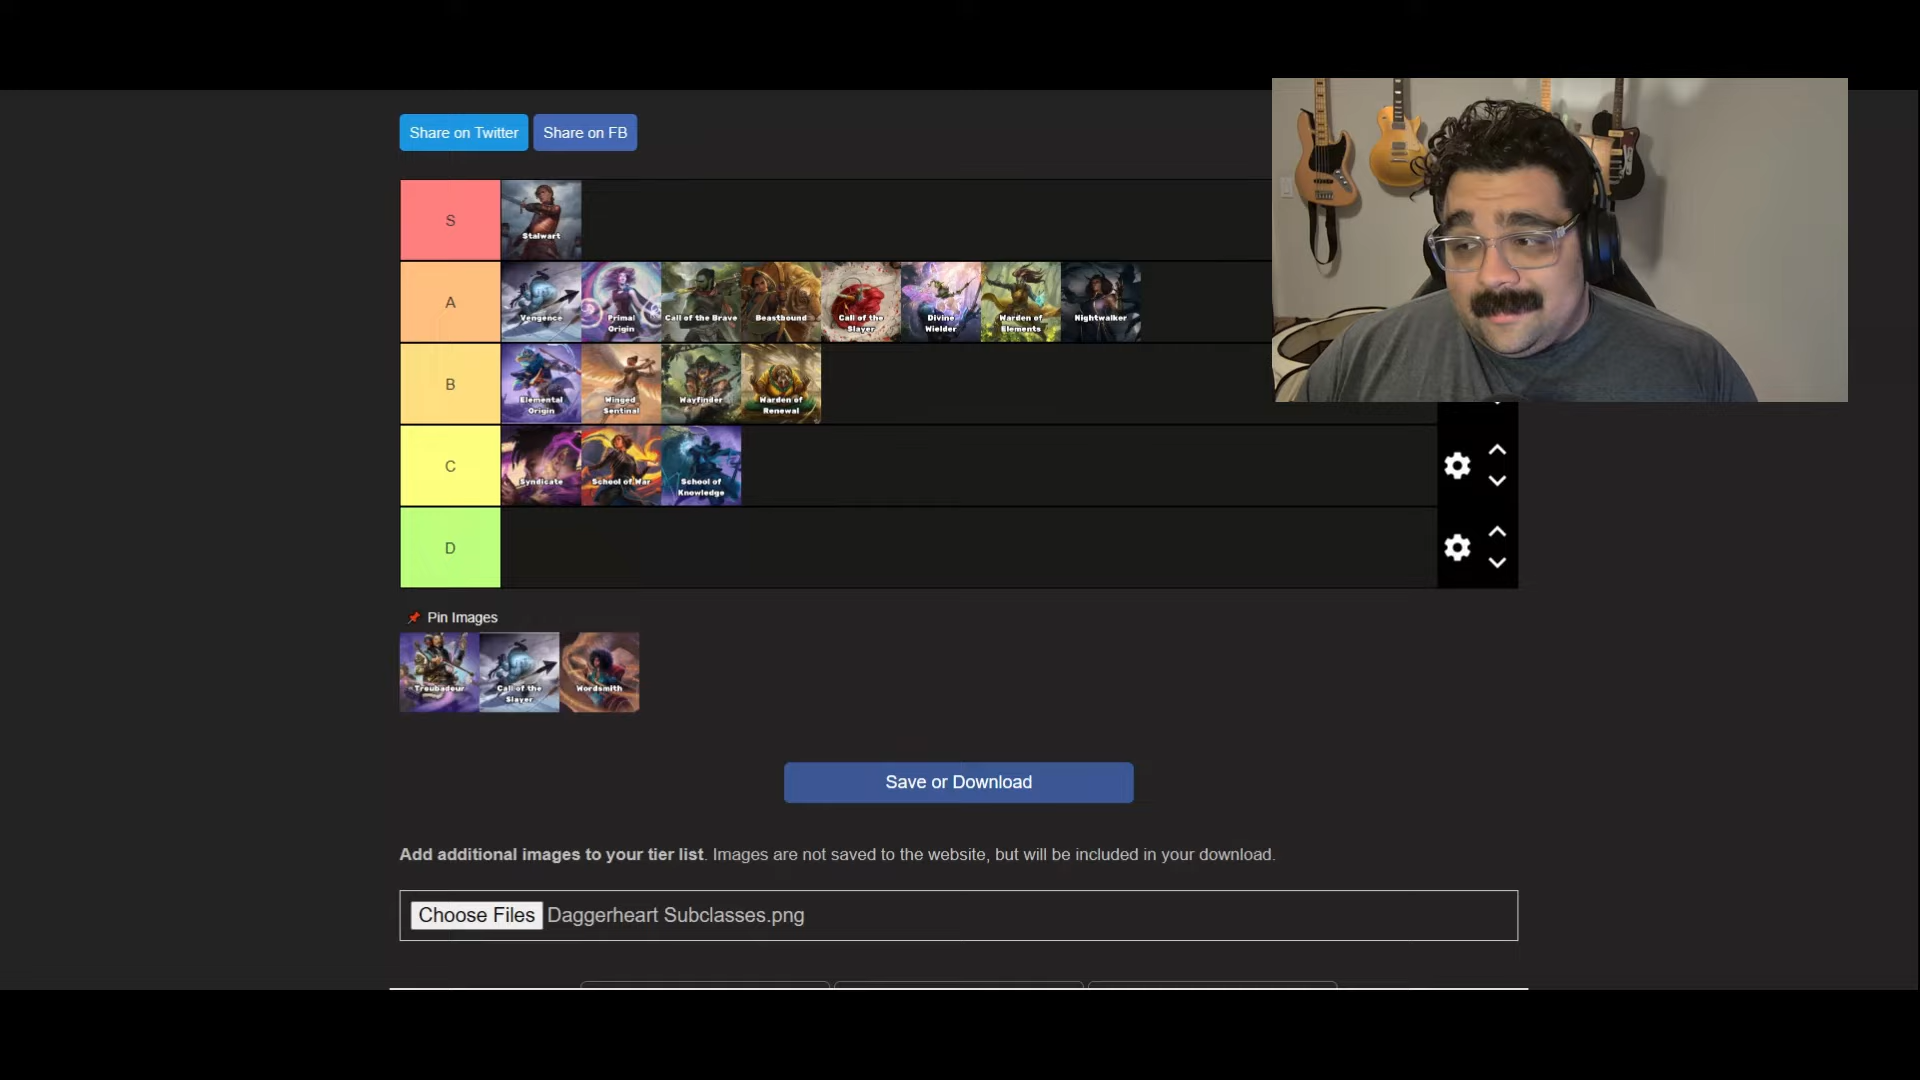 Share on Twitter
Share on FB
S
Stalwart
A
Vengence
Primal
Origin
Call of the Brave
Beastbound
Call of the
Slayer
Divine
Wielder
Warden of
Elements
Nightwalker
B
Elemental
Origin
Winged
Sentinal
Wayfinder
Warden of
Renewal
C
Syndicate
School of War
School of
Knowledge
D
Pin Images
Troubadour
Call of the
Slayer
Wordsmith
Save or Download
Add additional images to your tier list. Images are not saved to the website, but will be included in your download.
Choose Files Daggerheart Subclasses.png